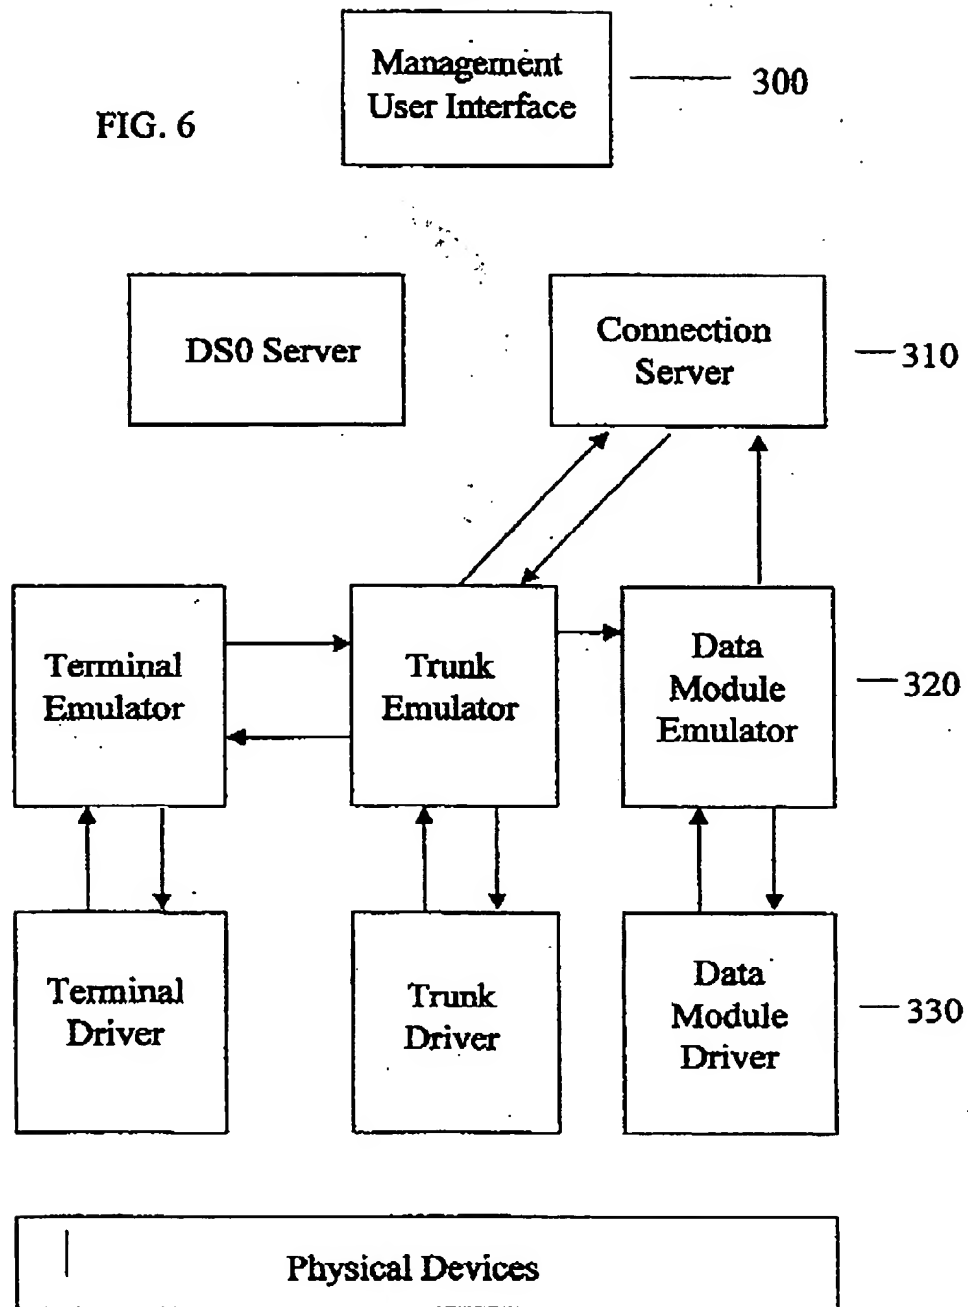 Management
User Interface
300
FIG. 6
DS0 Server
Connection
Server
310
Terminal
Emulator
Trunk
Emulator
Data
Module
Emulator
320
Terminal
Driver
Trunk
Driver
Data
Module
Driver
330
Physical Devices